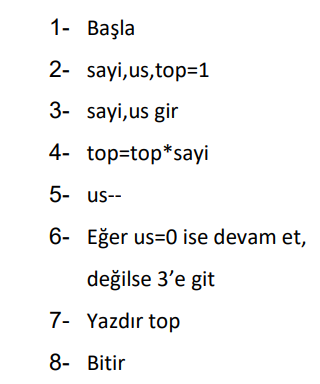 1- Başla
2- sayi,us,top=1
3- sayi,us gir
4- top=top*sayi
5- us--
6- Eğer us=0 ise devam et,
değilse 3’e git
7- Yazdır top
8- Bitir